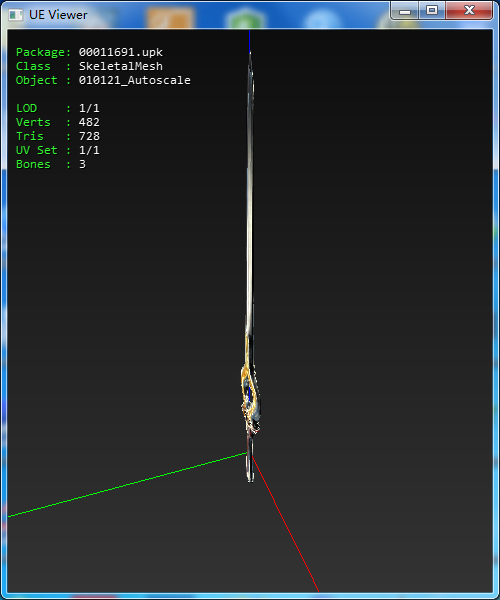 UE Viewer
Package: 00011691.upk
Class  : SkeletalMesh
Object : 010121_Autoscale
LOD    : 1/1
Verts  : 482
Tris   : 728
UV Set : 1/1
Bones  : 3